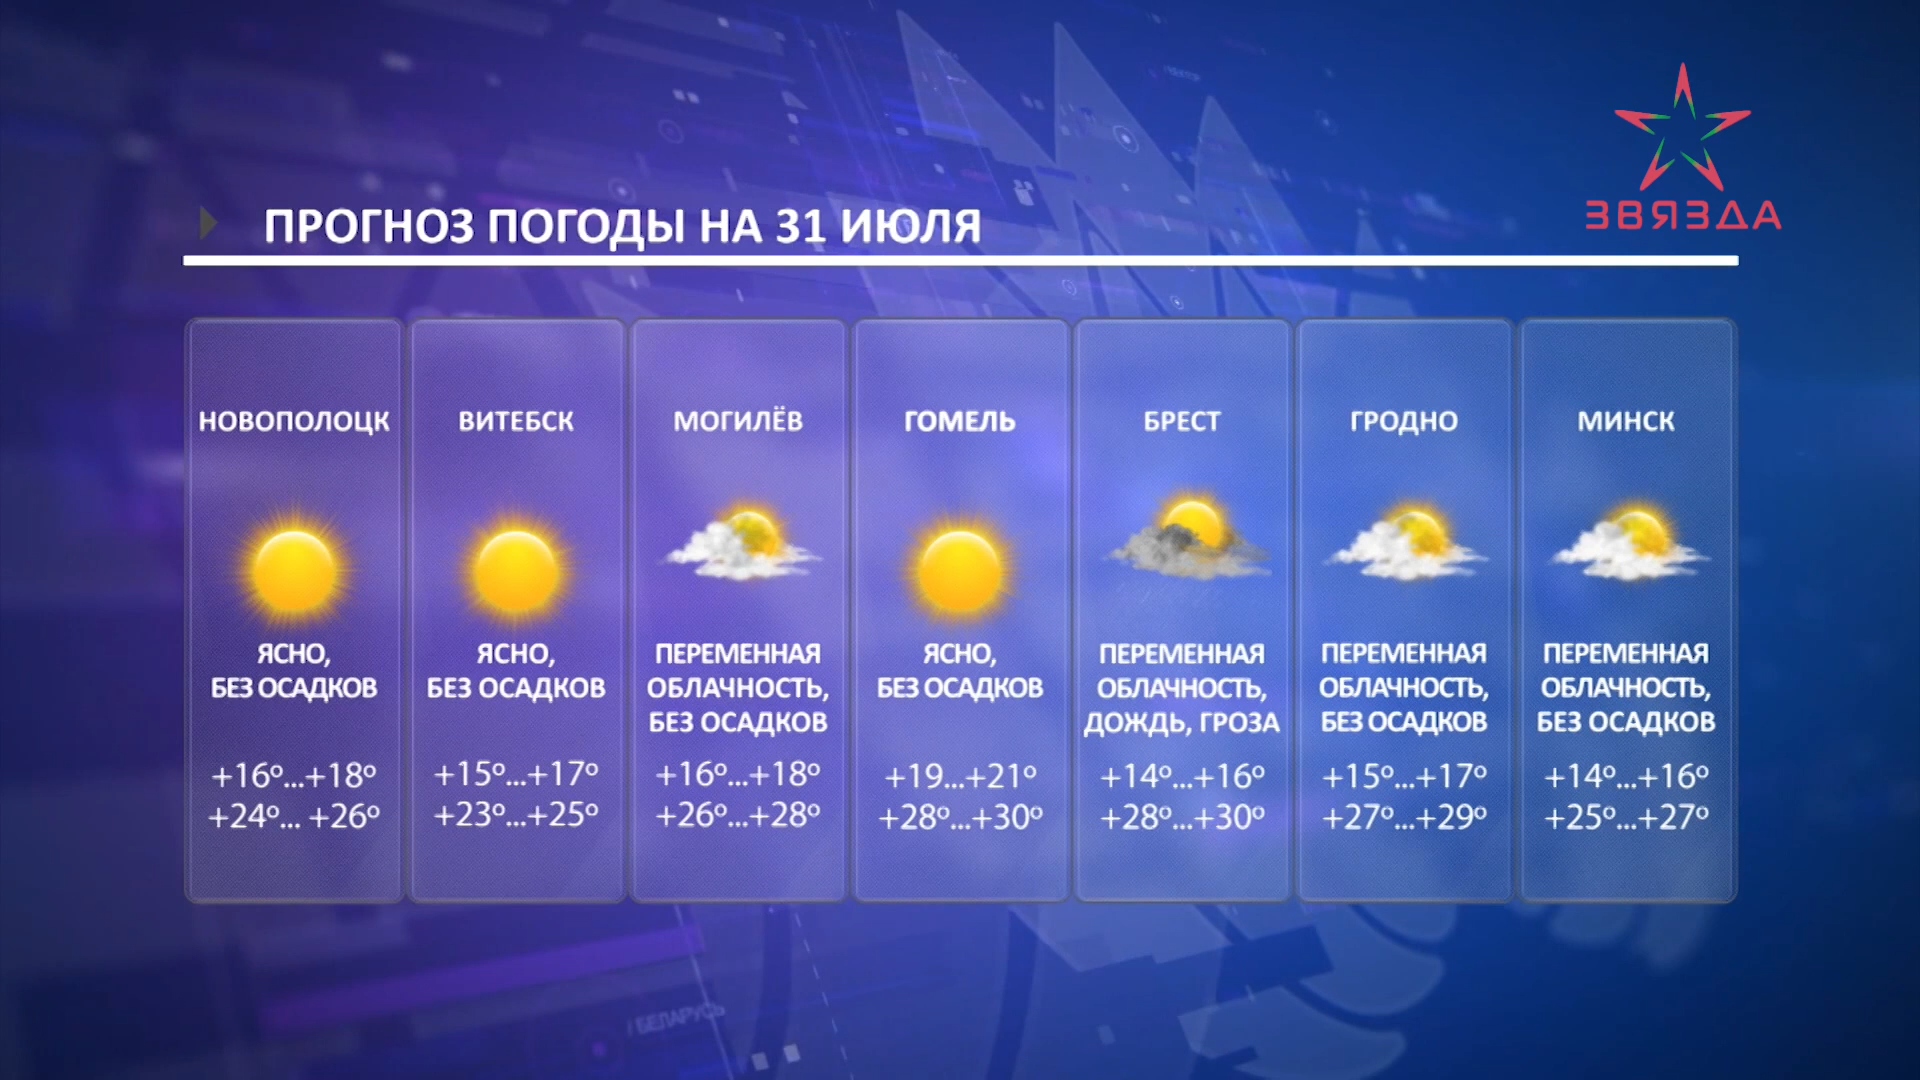 ЗВЯЗДА
ПРОГНОЗ ПОГОДЫ НА 31 ИЮЛЯ
НОВОПОЛОЦК
ЯСНО,
БЕЗ ОСАДКОВ
+16º...+18º
+24º... +26º
ВИТЕБСК
ЯСНО,
БЕЗ ОСАДКОВ
+15º...+17º
+23º...+25º
МОГИЛЁВ
ПЕРЕМЕННАЯ
ОБЛАЧНОСТЬ,
БЕЗ ОСАДКОВ
+16º...+18º
+26º...+28º
ГОМЕЛЬ
ЯСНО,
БЕЗ ОСАДКОВ
+19...+21º
+28º...+30º
БРЕСТ
ПЕРЕМЕННАЯ
ОБЛАЧНОСТЬ,
ДОЖДЬ, ГРОЗА
+14º...+16º
+28º...+30º
ГРОДНО
ПЕРЕМЕННАЯ
ОБЛАЧНОСТЬ,
БЕЗ ОСАДКОВ
+15º...+17º
+27º...+29º
МИНСК
ПЕРЕМЕННАЯ
ОБЛАЧНОСТЬ,
БЕЗ ОСАДКОВ
+14º...+16º
+25º...+27º
/ БЕЛАРУСЬ